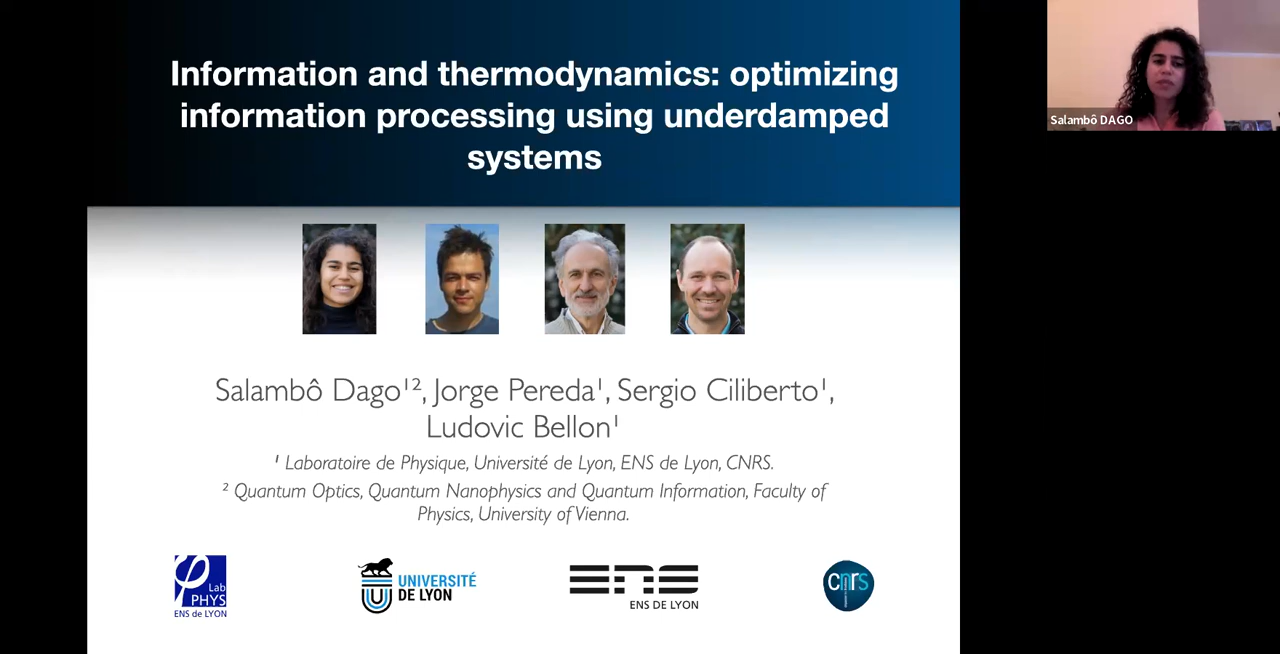 Information and thermodynamics: optimizing
information processing using underdamped
systems
Salambô DAGO
Salambô Dago¹², Jorge Pereda¹, Sergio Ciliberto¹,
Ludovic Bellon¹
¹ Laboratoire de Physique, Université de Lyon, ENS de Lyon, CNRS.
² Quantum Optics, Quantum Nanophysics and Quantum Information, Faculty of
Physics, University of Vienna.
φ Lab
PHYS
ENS de LYON
UNIVERSITÉ
DE LYON
ENS
ENS DE LYON
cnrs